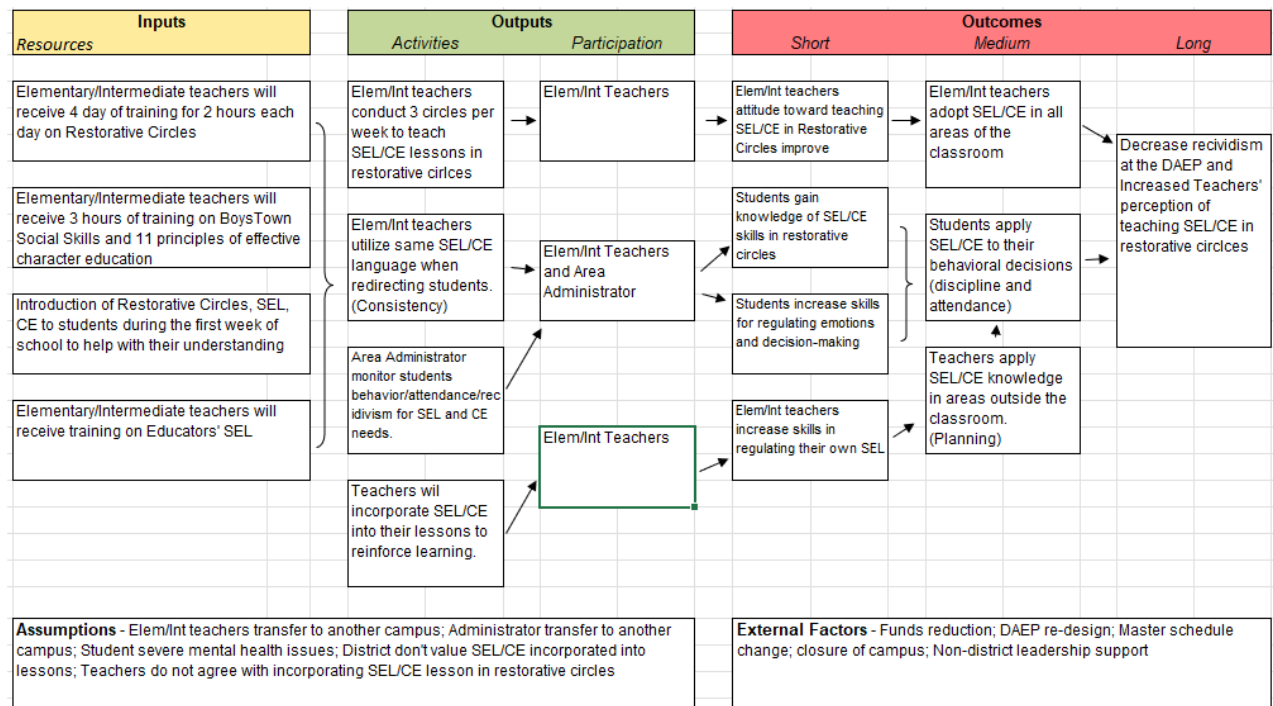 Inputs
Resources
Outputs
Activities Participation
Outcomes
Short Medium Long
Elementary/Intermediate teachers will
receive 4 day of training for 2 hours each
day on Restorative Circles
Elementary/Intermediate teachers will
receive 3 hours of training on BoysTown
Social Skills and 11 principles of effective
character education
Introduction of Restorative Circles, SEL,
CE to students during the first week of
school to help with their understanding
Elementary/Intermediate teachers will
receive training on Educators' SEL
Elem/Int teachers
conduct 3 circles per
week to teach
SEL/CE lessons in
restorative cirlces
Elem/Int teachers
utilize same SEL/CE
language when
redirecting students.
(Consistency)
Area Administrator
monitor students
behavior/attendance/rec
idivism for SEL and CE
needs.
Teachers wil
incorporate SEL/CE
into their lessons to
reinforce learning.
Elem/Int Teachers
Elem/Int Teachers
and Area
Administrator
Elem/Int Teachers
Elem/Int teachers
attitude toward teaching
SEL/CE in Restorative
Circles improve
Students gain
knowledge of SEL/CE
skills in restorative
circles
Students increase skills
for regulating emotions
and decision-making
Elem/Int teachers
increase skills in
regulating their own SEL
Elem/Int teachers
adopt SEL/CE in all
areas of the
classroom
Students apply
SEL/CE to their
behavioral decisions
(discipline and
attendance)
Teachers apply
SEL/CE knowledge
in areas outside the
classroom.
(Planning)
Decrease recividism
at the DAEP and
Increased Teachers'
perception of
teaching SEL/CE in
restorative circlces
Assumptions - Elem/Int teachers transfer to another campus; Administrator transfer to another
campus; Student severe mental health issues; District don't value SEL/CE incorporated into
lessons; Teachers do not agree with incorporating SEL/CE lesson in restorative circles
External Factors - Funds reduction; DAEP re-design; Master schedule
change; closure of campus; Non-district leadership support